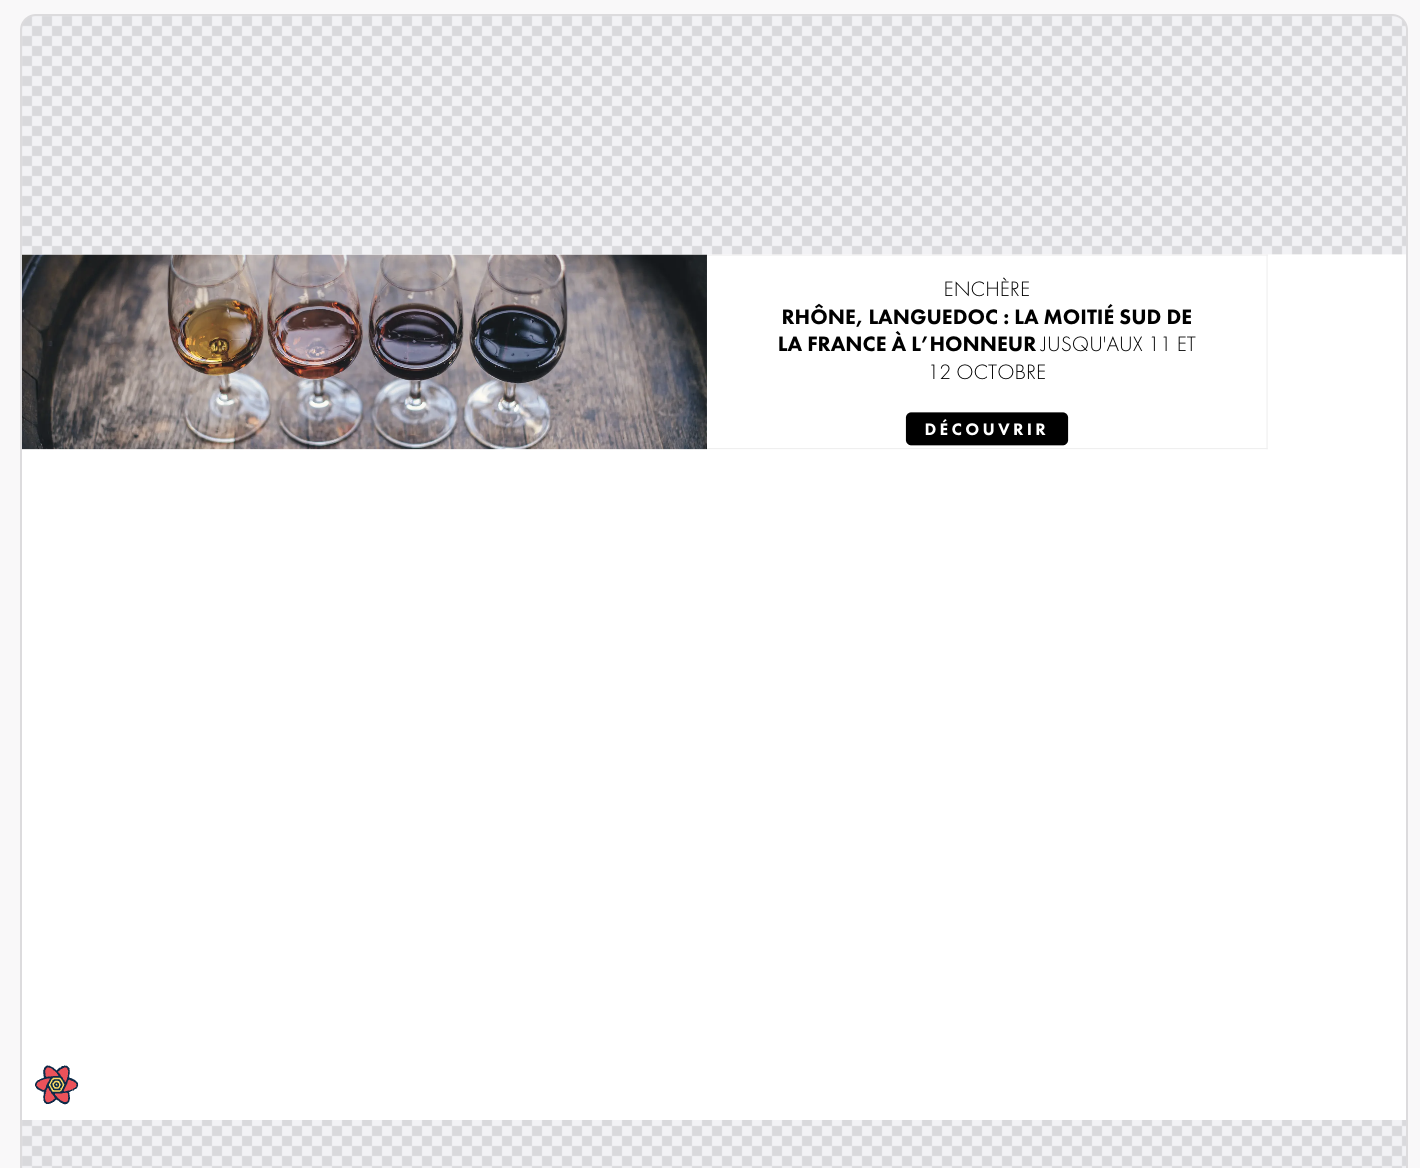 ENCHÈRE
RHÔNE, LANGUEDOC : LA MOITIÉ SUD DE
LA FRANCE À L’HONNEUR JUSQU'AUX 11 ET
12 OCTOBRE
DÉCOUVRIR